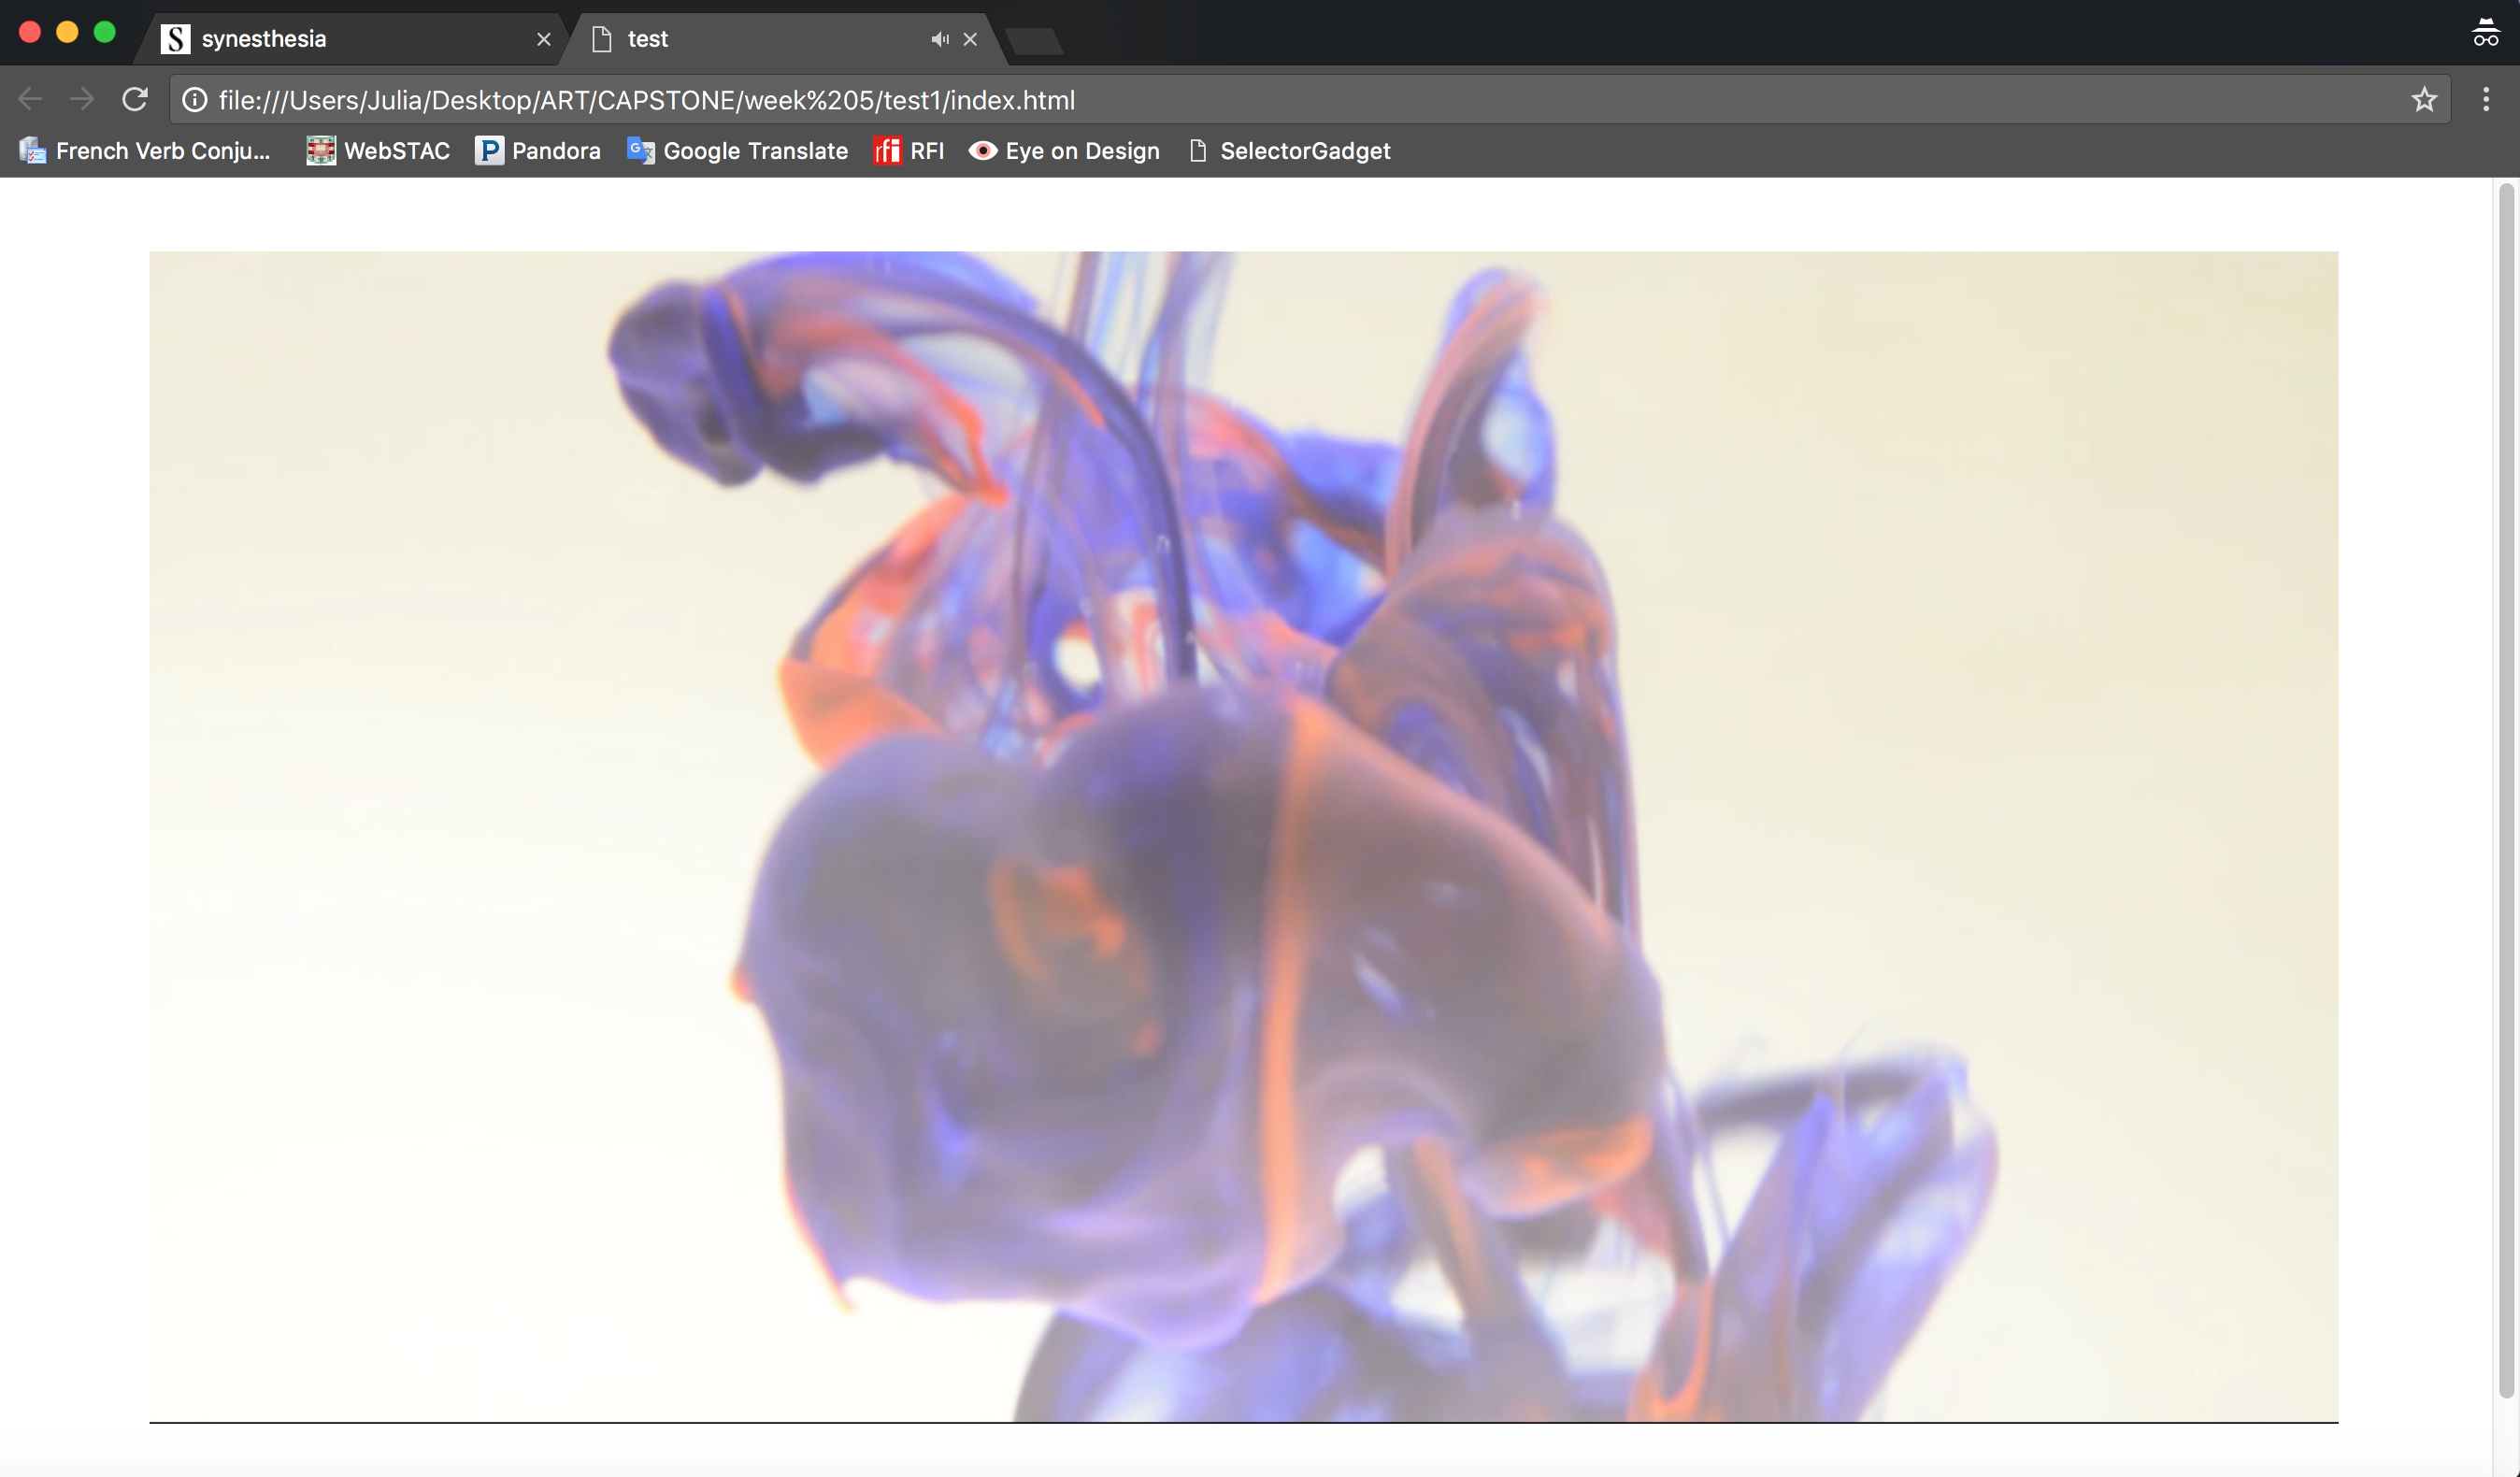 S synesthesia test
file:///Users/Julia/Desktop/ART/CAPSTONE/week%205/test1/index.html
French Verb Conju... WebSTAC P Pandora G Google Translate rfi RFI Eye on Design SelectorGadget